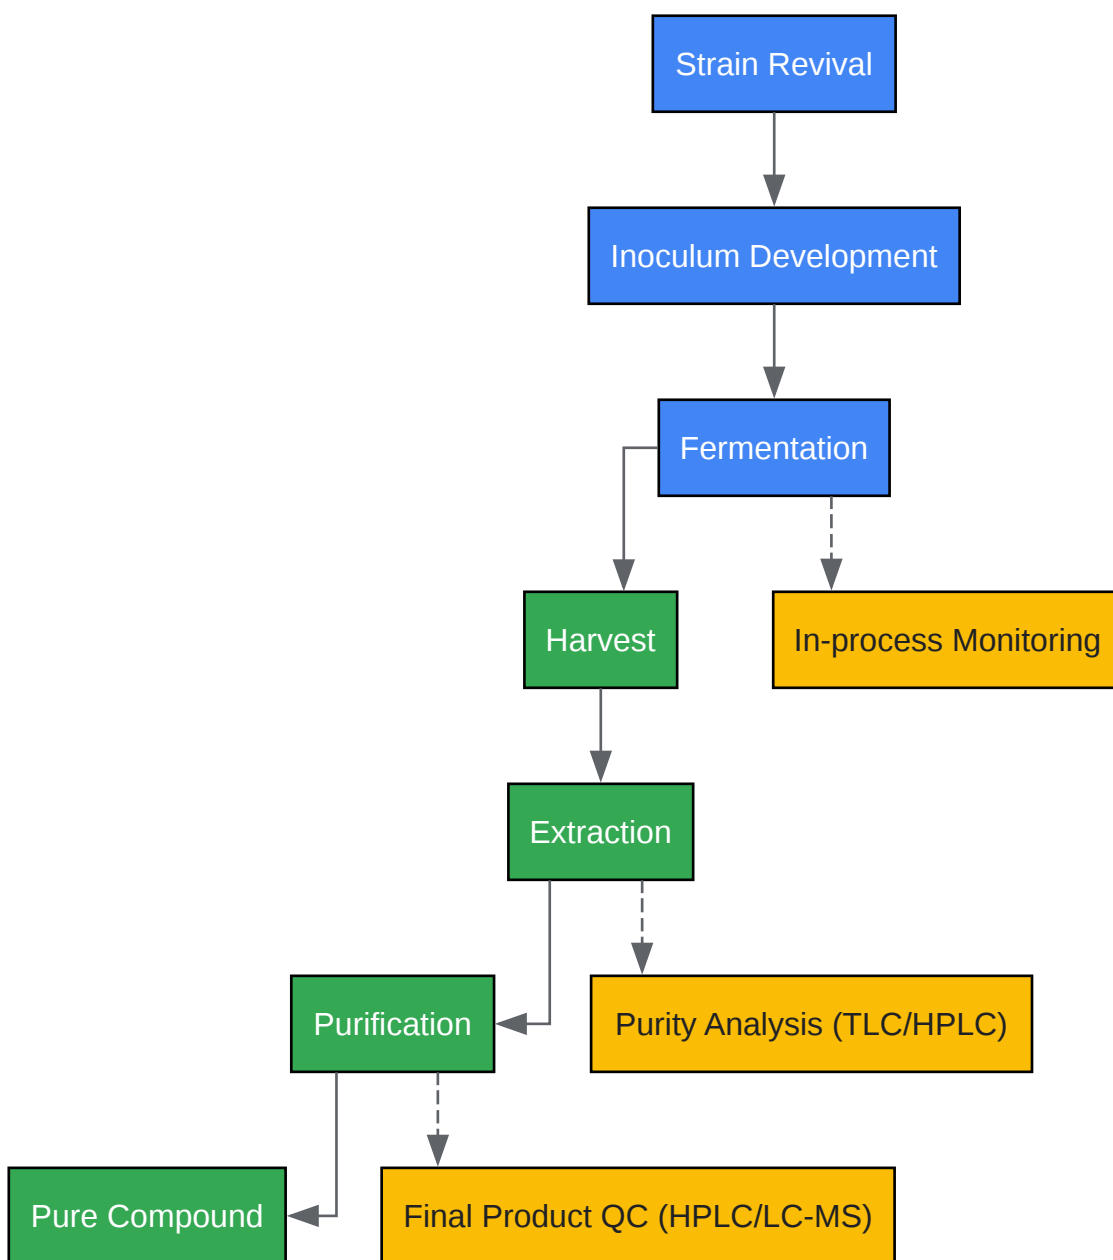 Strain Revival
Inoculum Development
Fermentation
Harvest
In-process Monitoring
Extraction
Purification
Purity Analysis (TLC/HPLC)
Pure Compound
Final Product QC (HPLC/LC-MS)